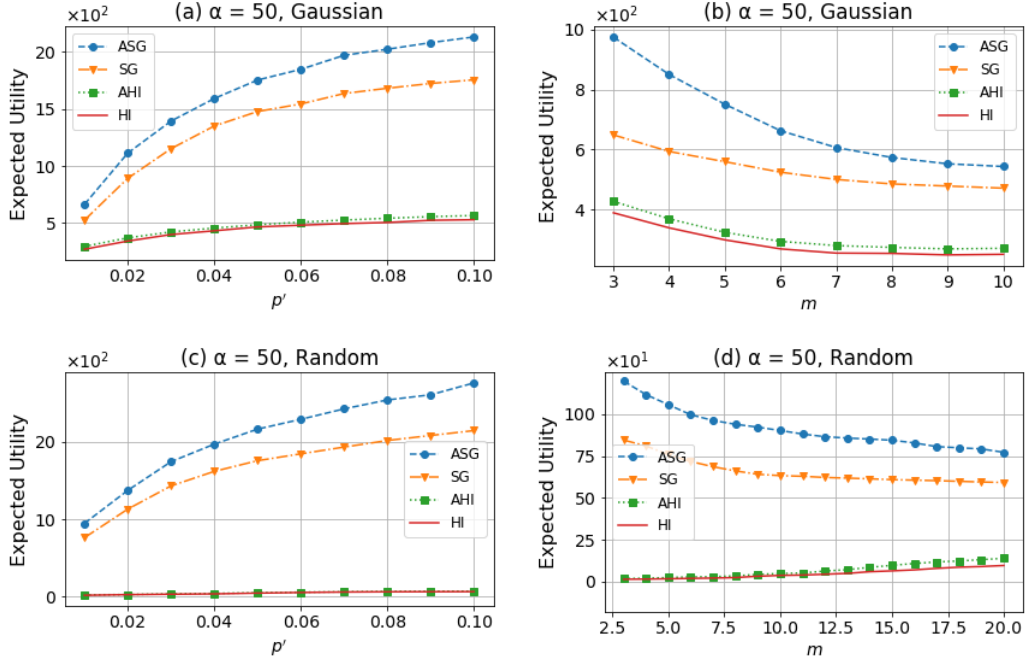 (a) α = 50, Gaussian
×10²
Expected Utility
20
15
10
5
ASG
SG
AHI
HI
0.02 0.04 0.06 0.08 0.10
p′
(b) α = 50, Gaussian
×10²
Expected Utility
10
8
6
4
ASG
SG
AHI
HI
3 4 5 6 7 8 9 10
m
(c) α = 50, Random
×10²
Expected Utility
20
10
0
ASG
SG
AHI
HI
0.02 0.04 0.06 0.08 0.10
p′
(d) α = 50, Random
×10¹
Expected Utility
100
75
50
25
0
ASG
SG
AHI
HI
2.5 5.0 7.5 10.0 12.5 15.0 17.5 20.0
m